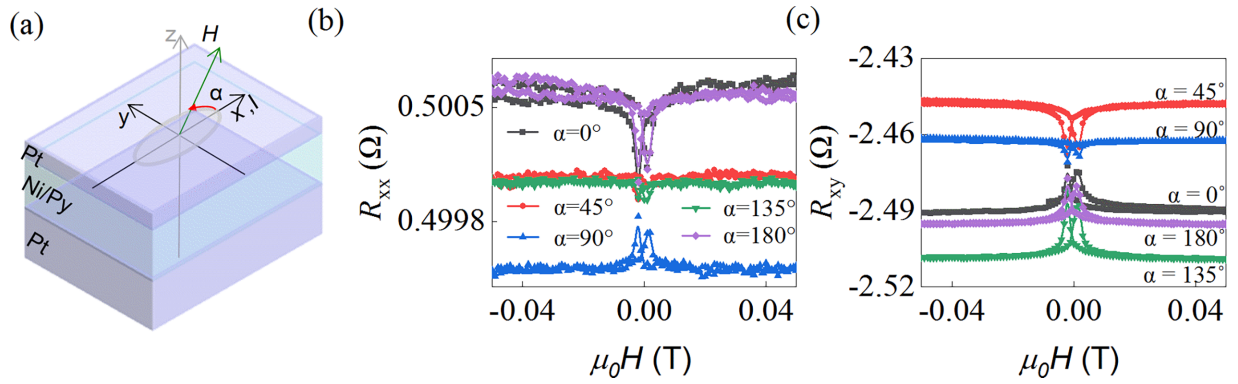 (a)
z
H
α
x, I
y
Pt
Ni/Py
Pt
(b)
0.5005
0.4998
Rxx (Ω)
α=0°
α=45°
α=135°
α=90°
α=180°
-0.04
0.00
0.04
μ0H (T)
(c)
-2.43
-2.46
-2.49
-2.52
Rxy (Ω)
α = 45°
α = 90°
α = 0°
α = 180°
α = 135°
-0.04
0.00
0.04
μ0H (T)